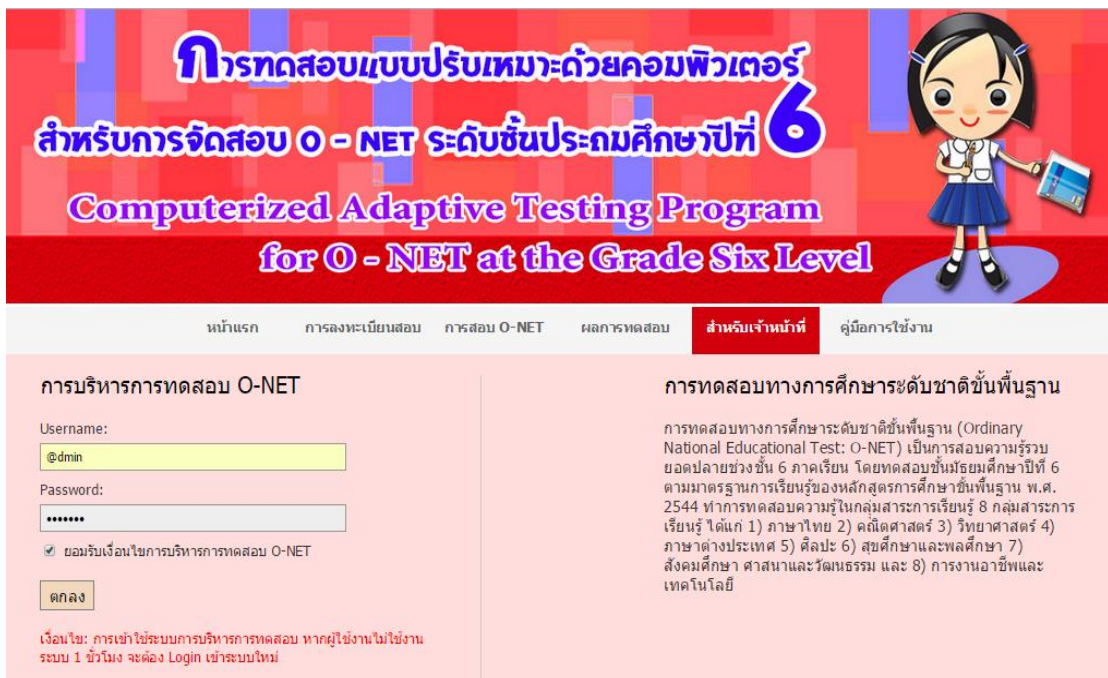 การทดสอบแบบปรับเหมาะด้วยคอมพิวเตอร์
สำหรับการจัดสอบ O - NET ระดับชั้นประถมศึกษาปีที่ 6
Computerized Adaptive Testing Program
for O - NET at the Grade Six Level
หน้าแรก การลงทะเบียนสอบ การสอบ O-NET ผลการทดสอบ สำหรับเจ้าหน้าที่ คู่มือการใช้งาน
การบริหารการทดสอบ O-NET
Username:
@dmin
Password:
•••••••
ยอมรับเงื่อนไขการบริหารการทดสอบ O-NET
ตกลง
เงื่อนไข: การเข้าใช้ระบบการบริหารการทดสอบ หากผู้ใช้งานไม่ใช้งาน
ระบบ 1 ชั่วโมง จะต้อง Login เข้าระบบใหม่
การทดสอบทางการศึกษาระดับชาติขั้นพื้นฐาน
การทดสอบทางการศึกษาระดับชาติขั้นพื้นฐาน (Ordinary
National Educational Test: O-NET) เป็นการสอบความรู้รวบ
ยอดปลายช่วงชั้น 6 ภาคเรียน โดยทดสอบชั้นมัธยมศึกษาปีที่ 6
ตามมาตรฐานการเรียนรู้ของหลักสูตรการศึกษาขั้นพื้นฐาน พ.ศ.
2544 ทำการทดสอบความรู้ในกลุ่มสาระการเรียนรู้ 8 กลุ่มสาระการ
เรียนรู้ ได้แก่ 1) ภาษาไทย 2) คณิตศาสตร์ 3) วิทยาศาสตร์ 4)
ภาษาต่างประเทศ 5) ศิลปะ 6) สุขศึกษาและพลศึกษา 7)
สังคมศึกษา ศาสนาและวัฒนธรรม และ 8) การงานอาชีพและ
เทคโนโลยี